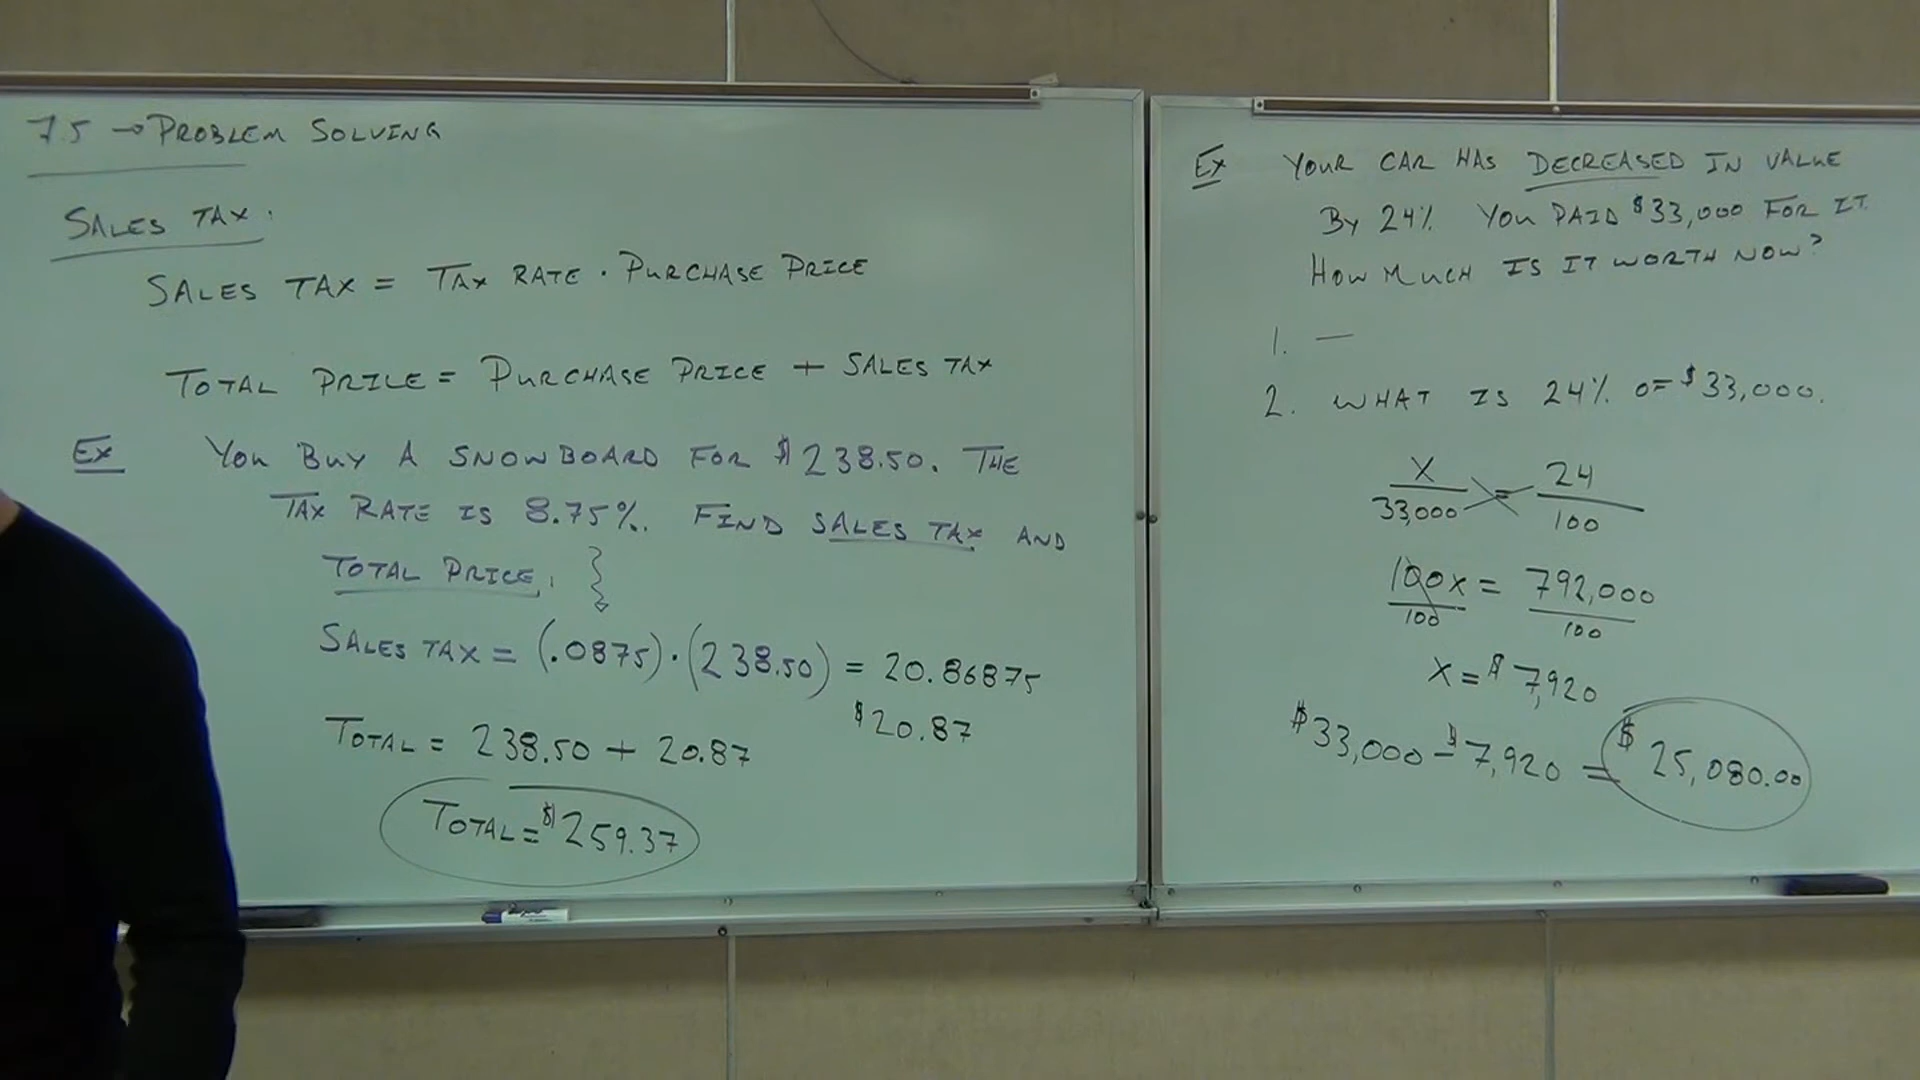 7.5 → PROBLEM SOLVING
SALES TAX.
SALES TAX = TAX RATE · PURCHASE PRICE
TOTAL PRICE = PURCHASE PRICE + SALES TAX
EX YOU BUY A SNOWBOARD FOR $238.50. THE
TAX RATE IS 8.75%. FIND SALES TAX AND
TOTAL PRICE.
SALES TAX = (.0875) · (238.50) = 20.86875
$20.87
TOTAL = 238.50 + 20.87
TOTAL = $259.37
EX YOUR CAR HAS DECREASED IN VALUE
BY 24% YOU PAID $33,000 FOR IT.
HOW MUCH IS IT WORTH NOW?
1. —
2. WHAT IS 24% OF $33,000.
X/33,000 = 24/100
100X/100 = 792,000/100
X = $7,920
$33,000 - $7,920 = $25,080.00